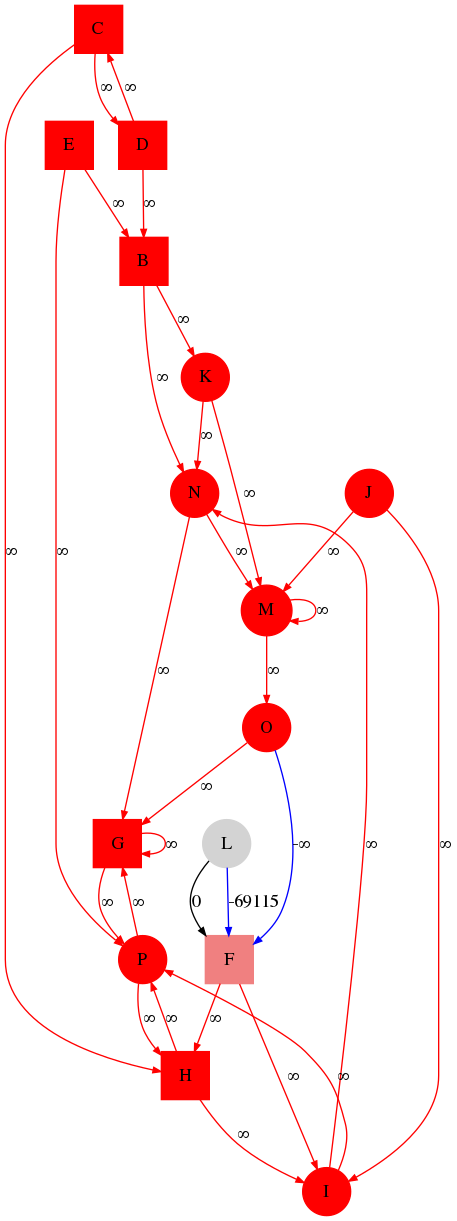 C
∞ ∞
E D
∞ ∞
B
∞
K
∞
∞
N J
∞
∞ ∞ ∞ ∞
M ∞
∞ ∞
O
∞
G ∞ L -∞ ∞ ∞
0 -69115
∞ ∞
P F
∞ ∞ ∞
H ∞ ∞
∞
I